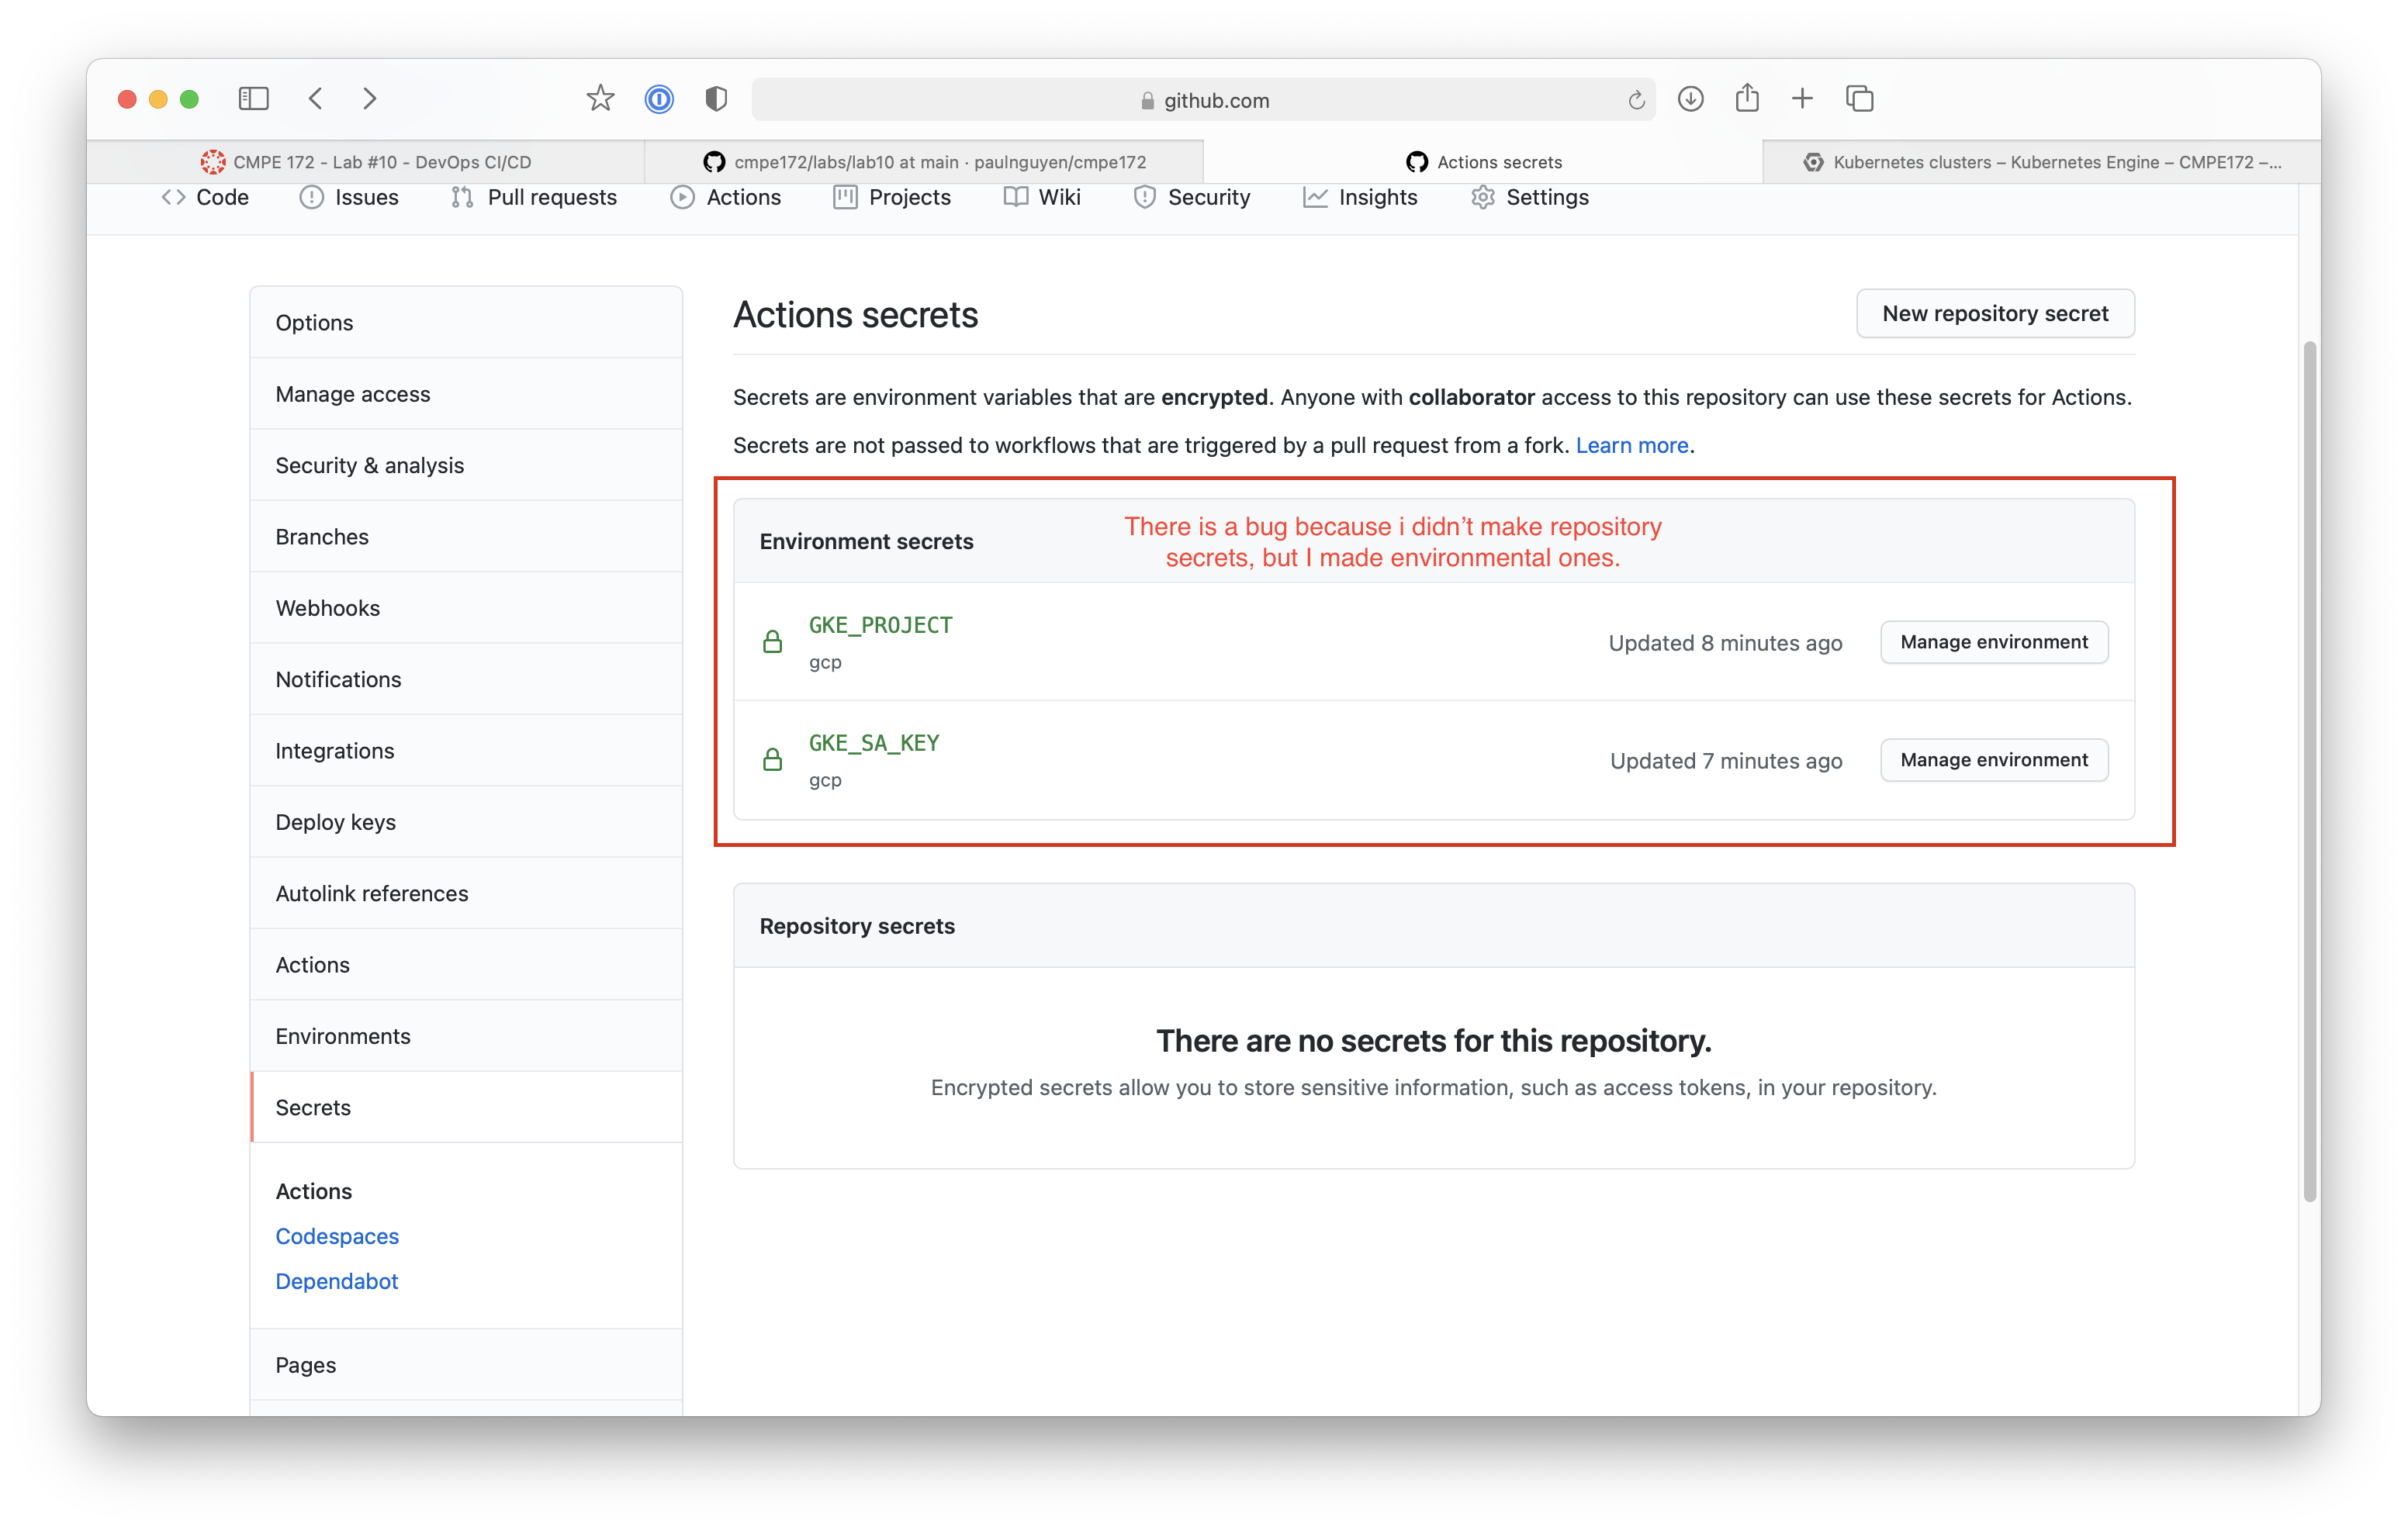 github.com
CMPE 172 - Lab #10 - DevOps CI/CD
cmpe172/labs/lab10 at main · paulnguyen/cmpe172
Actions secrets
Kubernetes clusters – Kubernetes Engine – CMPE172 –...
Code
Issues
Pull requests
Actions
Projects
Wiki
Security
Insights
Settings
Options
Manage access
Security & analysis
Branches
Webhooks
Notifications
Integrations
Deploy keys
Autolink references
Actions
Environments
Secrets
Actions
Codespaces
Dependabot
Pages
Actions secrets
New repository secret
Secrets are environment variables that are encrypted. Anyone with collaborator access to this repository can use these secrets for Actions.
Secrets are not passed to workflows that are triggered by a pull request from a fork. Learn more.
Environment secrets
There is a bug because i didn’t make repository
secrets, but I made environmental ones.
GKE_PROJECT
gcp
Updated 8 minutes ago
Manage environment
GKE_SA_KEY
gcp
Updated 7 minutes ago
Manage environment
Repository secrets
There are no secrets for this repository.
Encrypted secrets allow you to store sensitive information, such as access tokens, in your repository.